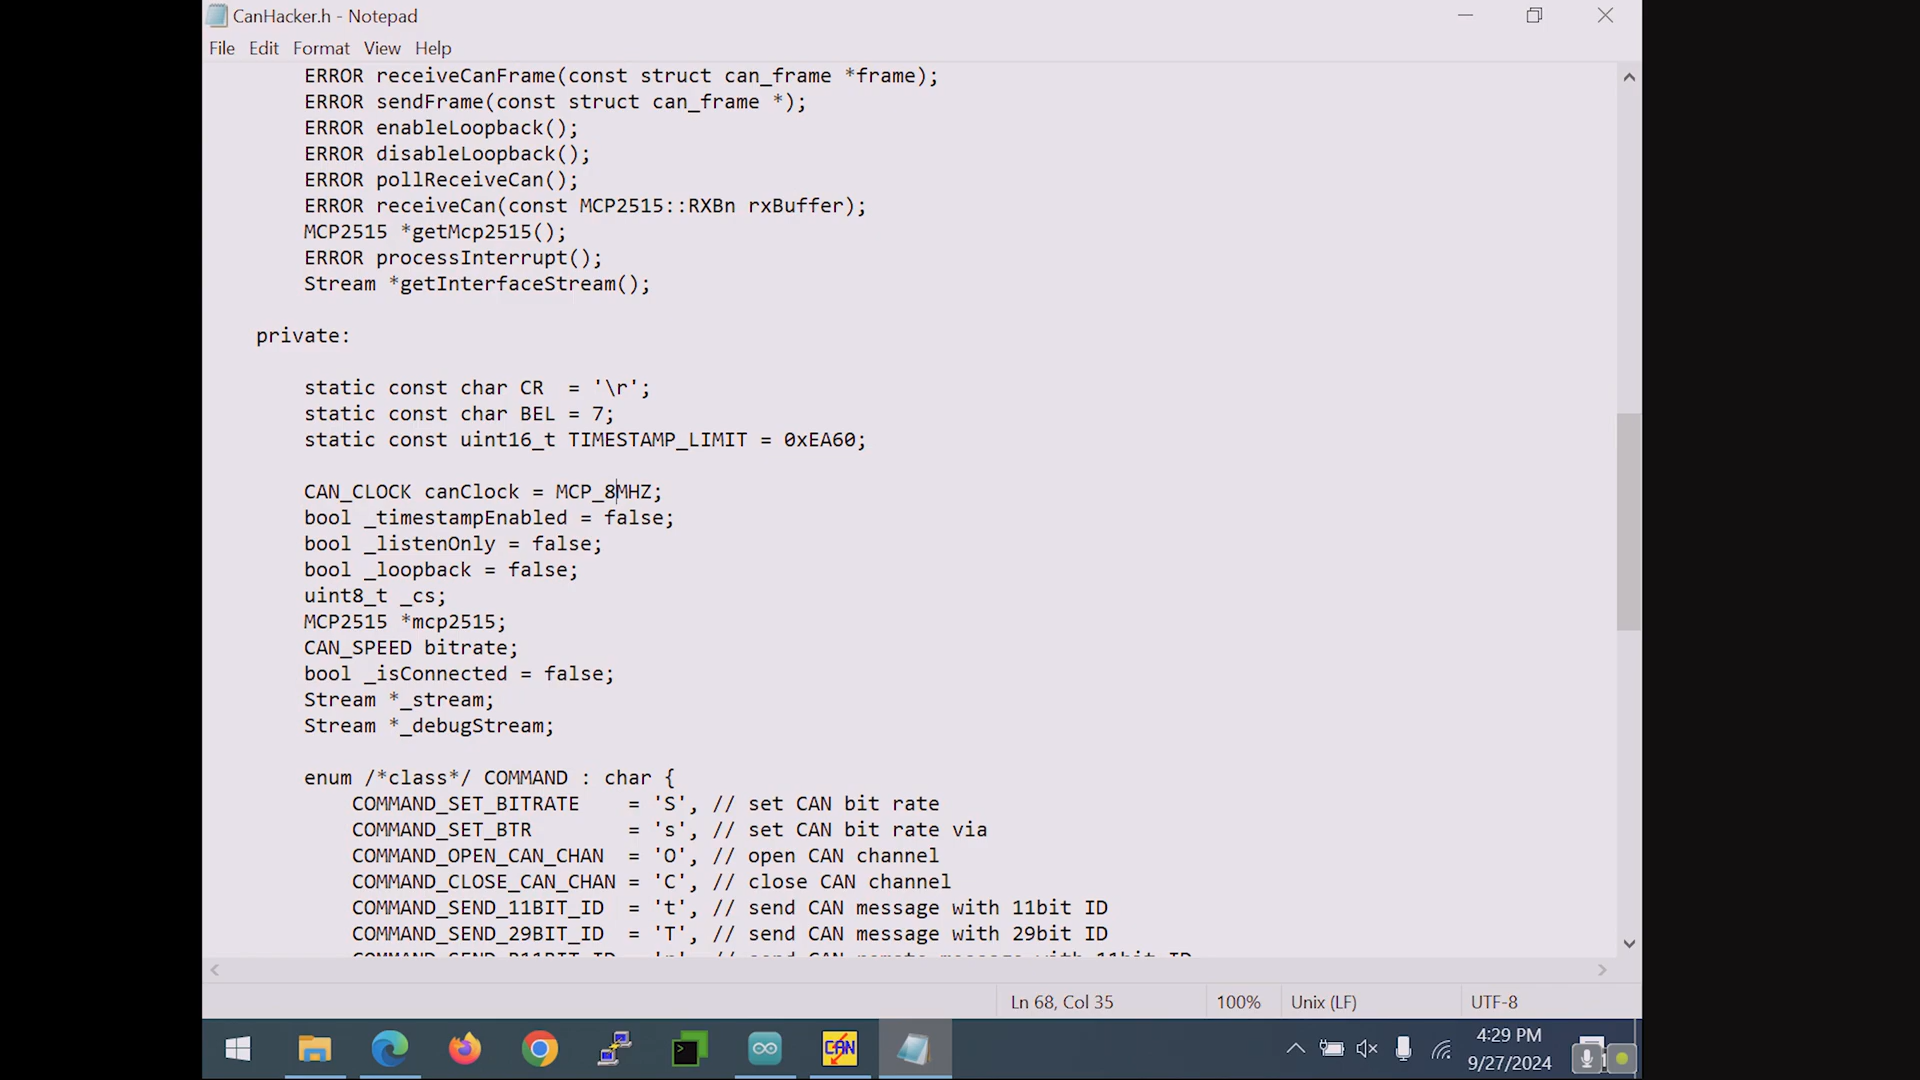 CanHacker.h - Notepad
File Edit Format View Help
ERROR receiveCanFrame(const struct can_frame *frame);
ERROR sendFrame(const struct can_frame *);
ERROR enableLoopback();
ERROR disableLoopback();
ERROR pollReceiveCan();
ERROR receiveCan(const MCP2515::RXBn rxBuffer);
MCP2515 *getMcp2515();
ERROR processInterrupt();
Stream *getInterfaceStream();
private:
static const char CR  = '\r';
static const char BEL = 7;
static const uint16_t TIMESTAMP_LIMIT = 0xEA60;
CAN_CLOCK canClock = MCP_8MHZ;
bool _timestampEnabled = false;
bool _listenOnly = false;
bool _loopback = false;
uint8_t _cs;
MCP2515 *mcp2515;
CAN_SPEED bitrate;
bool _isConnected = false;
Stream *_stream;
Stream *_debugStream;
enum /*class*/ COMMAND : char {
COMMAND_SET_BITRATE    = 'S', // set CAN bit rate
COMMAND_SET_BTR        = 's', // set CAN bit rate via
COMMAND_OPEN_CAN_CHAN  = 'O', // open CAN channel
COMMAND_CLOSE_CAN_CHAN = 'C', // close CAN channel
COMMAND_SEND_11BIT_ID  = 't', // send CAN message with 11bit ID
COMMAND_SEND_29BIT_ID  = 'T', // send CAN message with 29bit ID
Ln 68, Col 35 100% Unix (LF) UTF-8
CAN
4:29 PM
9/27/2024